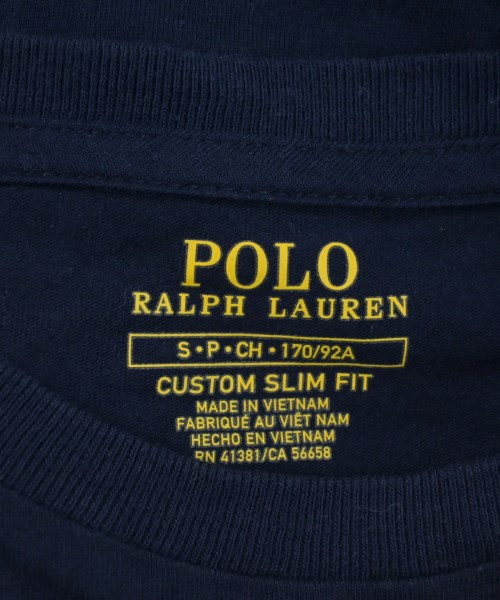 POLO
RALPH LAUREN
S • P • CH • 170/92A
CUSTOM SLIM FIT
MADE IN VIETNAM
FABRIQUÉ AU VIÊT NAM
HECHO EN VIETNAM
RN 41381/CA 56658